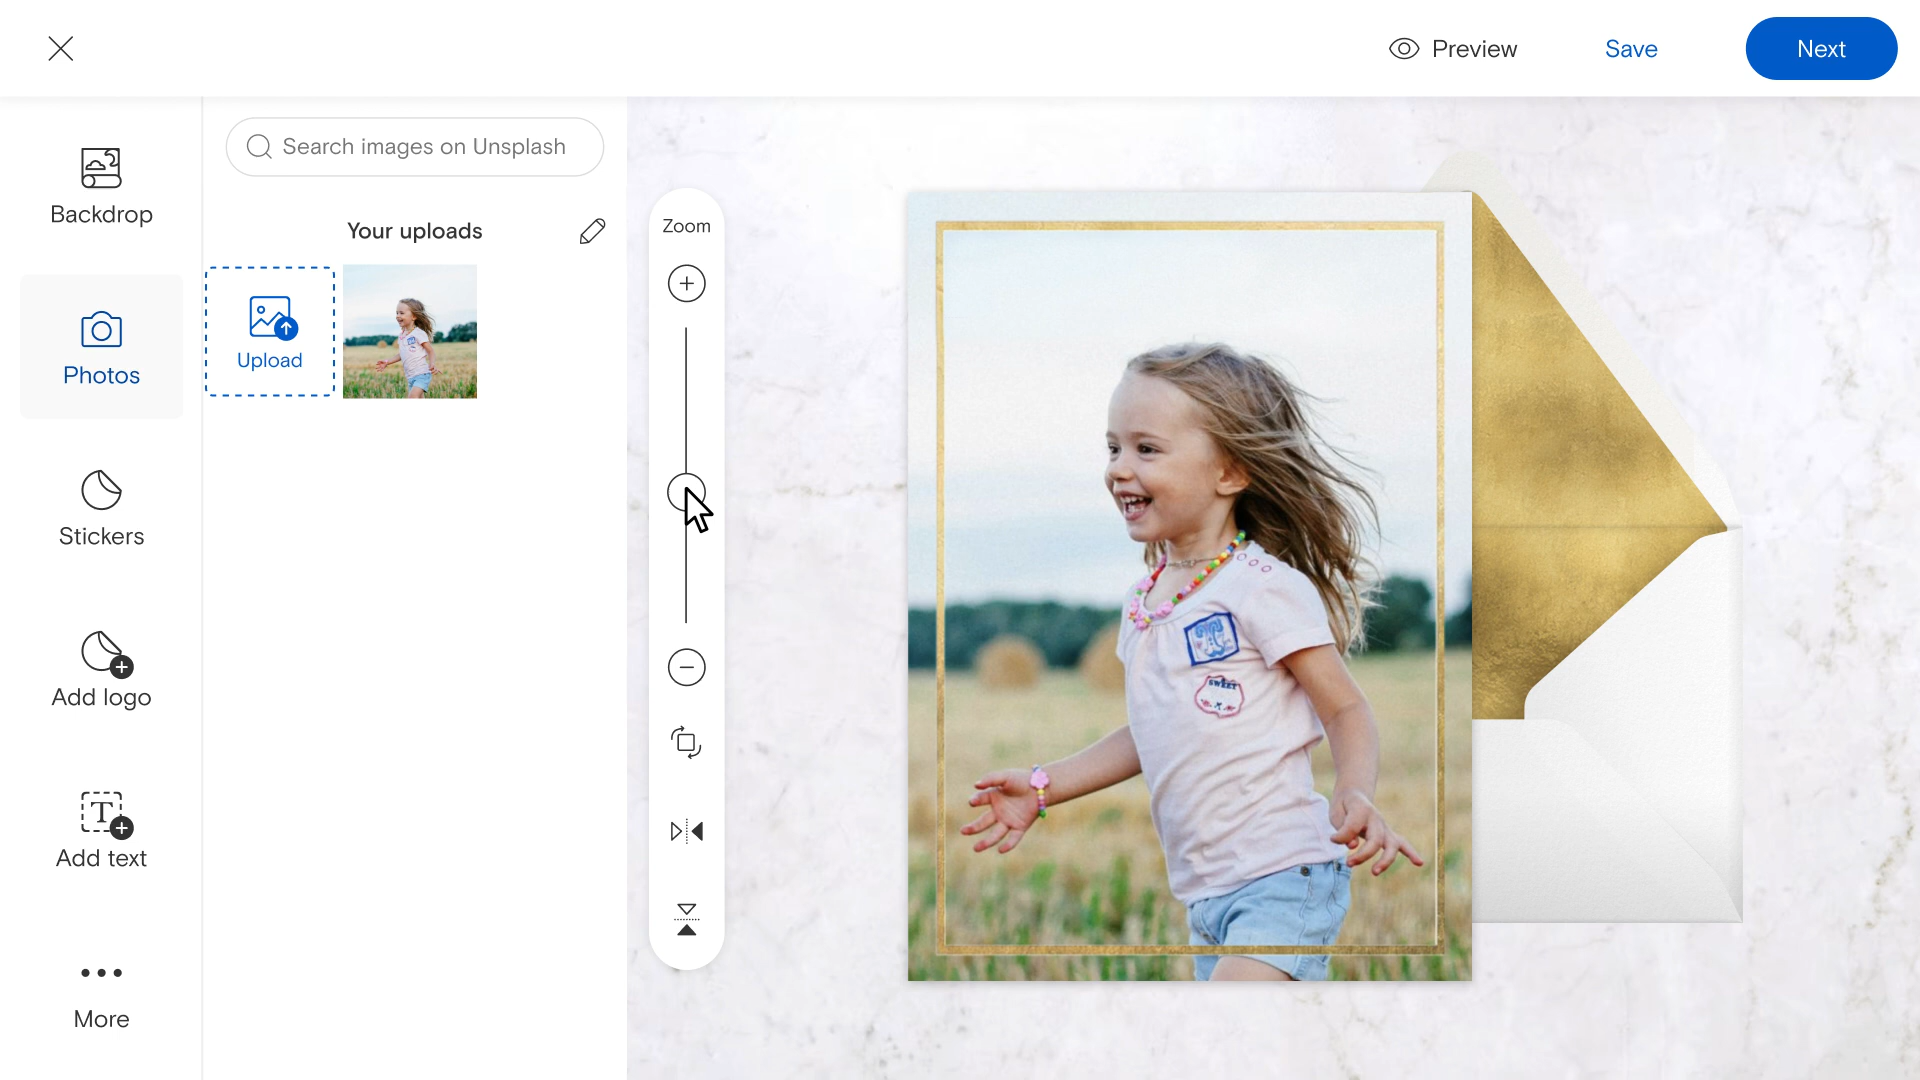 Preview
Save
Next
Search images on Unsplash
Backdrop
Your uploads
Zoom
Upload
Photos
Stickers
Add logo
T
Add text
More
SWEET